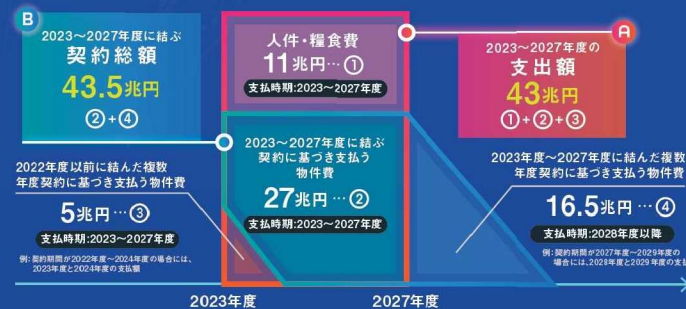 B
2023～2027年度に結ぶ
契約総額
43.5兆円
②+④
人件・糧食費
11兆円…①
支払時期:2023～2027年度
A
2023～2027年度の
支出額
43兆円
①+②+③
2022年度以前に結んだ複数
年度契約に基づき支払う物件費
5兆円…③
支払時期:2023～2027年度
例:契約期間が2022年度～2024年度の場合には、
2023年度と2024年度の支払額
2023～2027年度に結ぶ
契約に基づき支払う
物件費
27兆円…②
支払時期:2023～2027年度
2023年度～2027年度に結んだ複数
年度契約に基づき支払う物件費
16.5兆円…④
支払時期:2028年度以降
例:契約期間が2027年度～2029年度の
場合には、2028年度と2029年度の支払
2023年度
2027年度